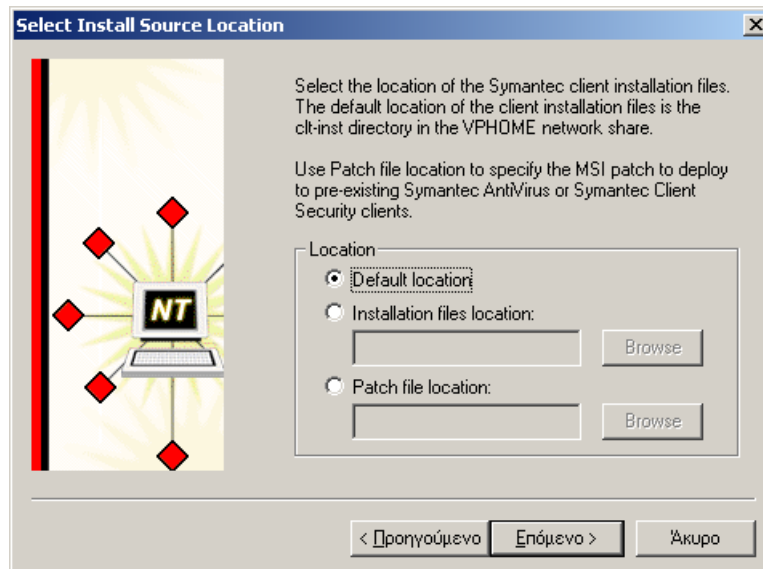 Select Install Source Location
Select the location of the Symantec client installation files.
The default location of the client installation files is the
clt-inst directory in the VPHOME network share.
Use Patch file location to specify the MSI patch to deploy
to pre-existing Symantec AntiVirus or Symantec Client
Security clients.
Location
Default location
Installation files location:
Browse
Patch file location:
Browse
NT
< Προηγούμενο
Επόμενο >
Άκυρο